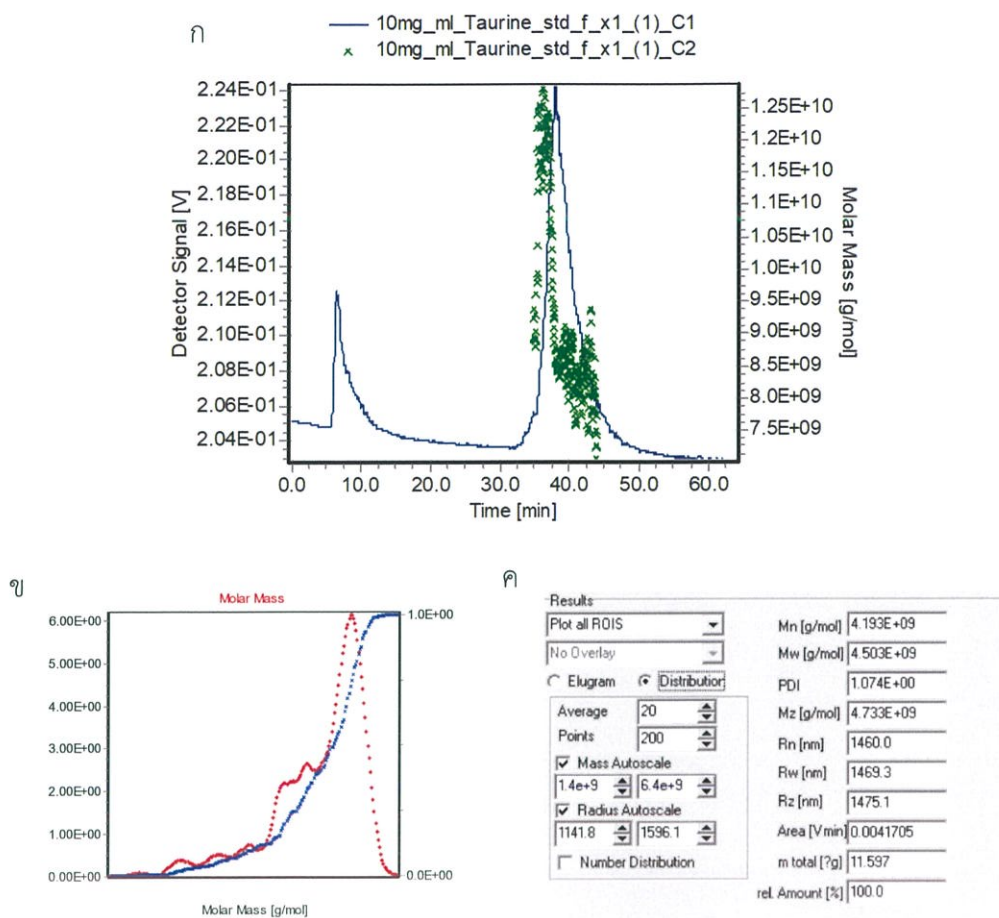 ก
10mg_ml_Taurine_std_f_x1_(1)_C1
10mg_ml_Taurine_std_f_x1_(1)_C2
2.24E-01
2.22E-01
2.20E-01
2.18E-01
2.16E-01
2.14E-01
2.12E-01
2.10E-01
2.08E-01
2.06E-01
2.04E-01
Detector Signal [V]
1.25E+10
1.20E+10
1.15E+10
1.10E+10
1.05E+10
1.00E+10
9.5E+09
9.0E+09
8.5E+09
8.0E+09
7.5E+09
Molar Mass [g/mol]
0.0 10.0 20.0 30.0 40.0 50.0 60.0
Time [min]
ข
Molar Mass
6.00E+00
5.00E+00
4.00E+00
3.00E+00
2.00E+00
1.00E+00
0.00E+00
1.0E+00
0.0E+00
Molar Mass [g/mol]
ค
Results
Plot all ROIS
No Overlay
Elugram Distribution
Average 20
Points 200
Mass Autoscale
1.4e+9 6.4e+9
Radius Autoscale
1141.8 1596.1
Number Distribution
Mn [g/mol] 4.193E+09
Mw [g/mol] 4.503E+09
PDI 1.074E+00
Mz [g/mol] 4.733E+09
Rn [nm] 1460.0
Rw [nm] 1469.3
Rz [nm] 1475.1
Area [V min] 0.0041705
m total [?g] 11.597
rel. Amount [%] 100.0